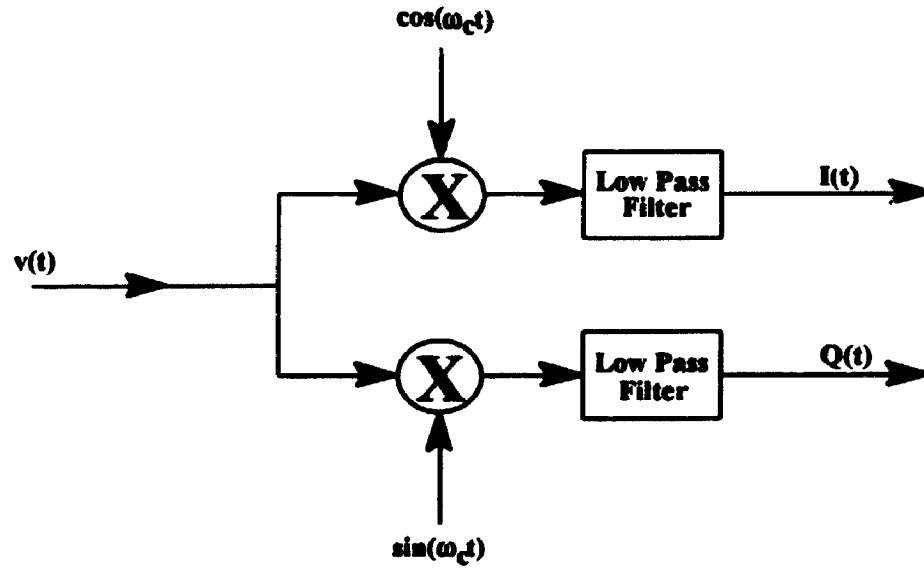 cos(ωct)
X
Low Pass
Filter
I(t)
v(t)
X
Low Pass
Filter
Q(t)
sin(ωct)